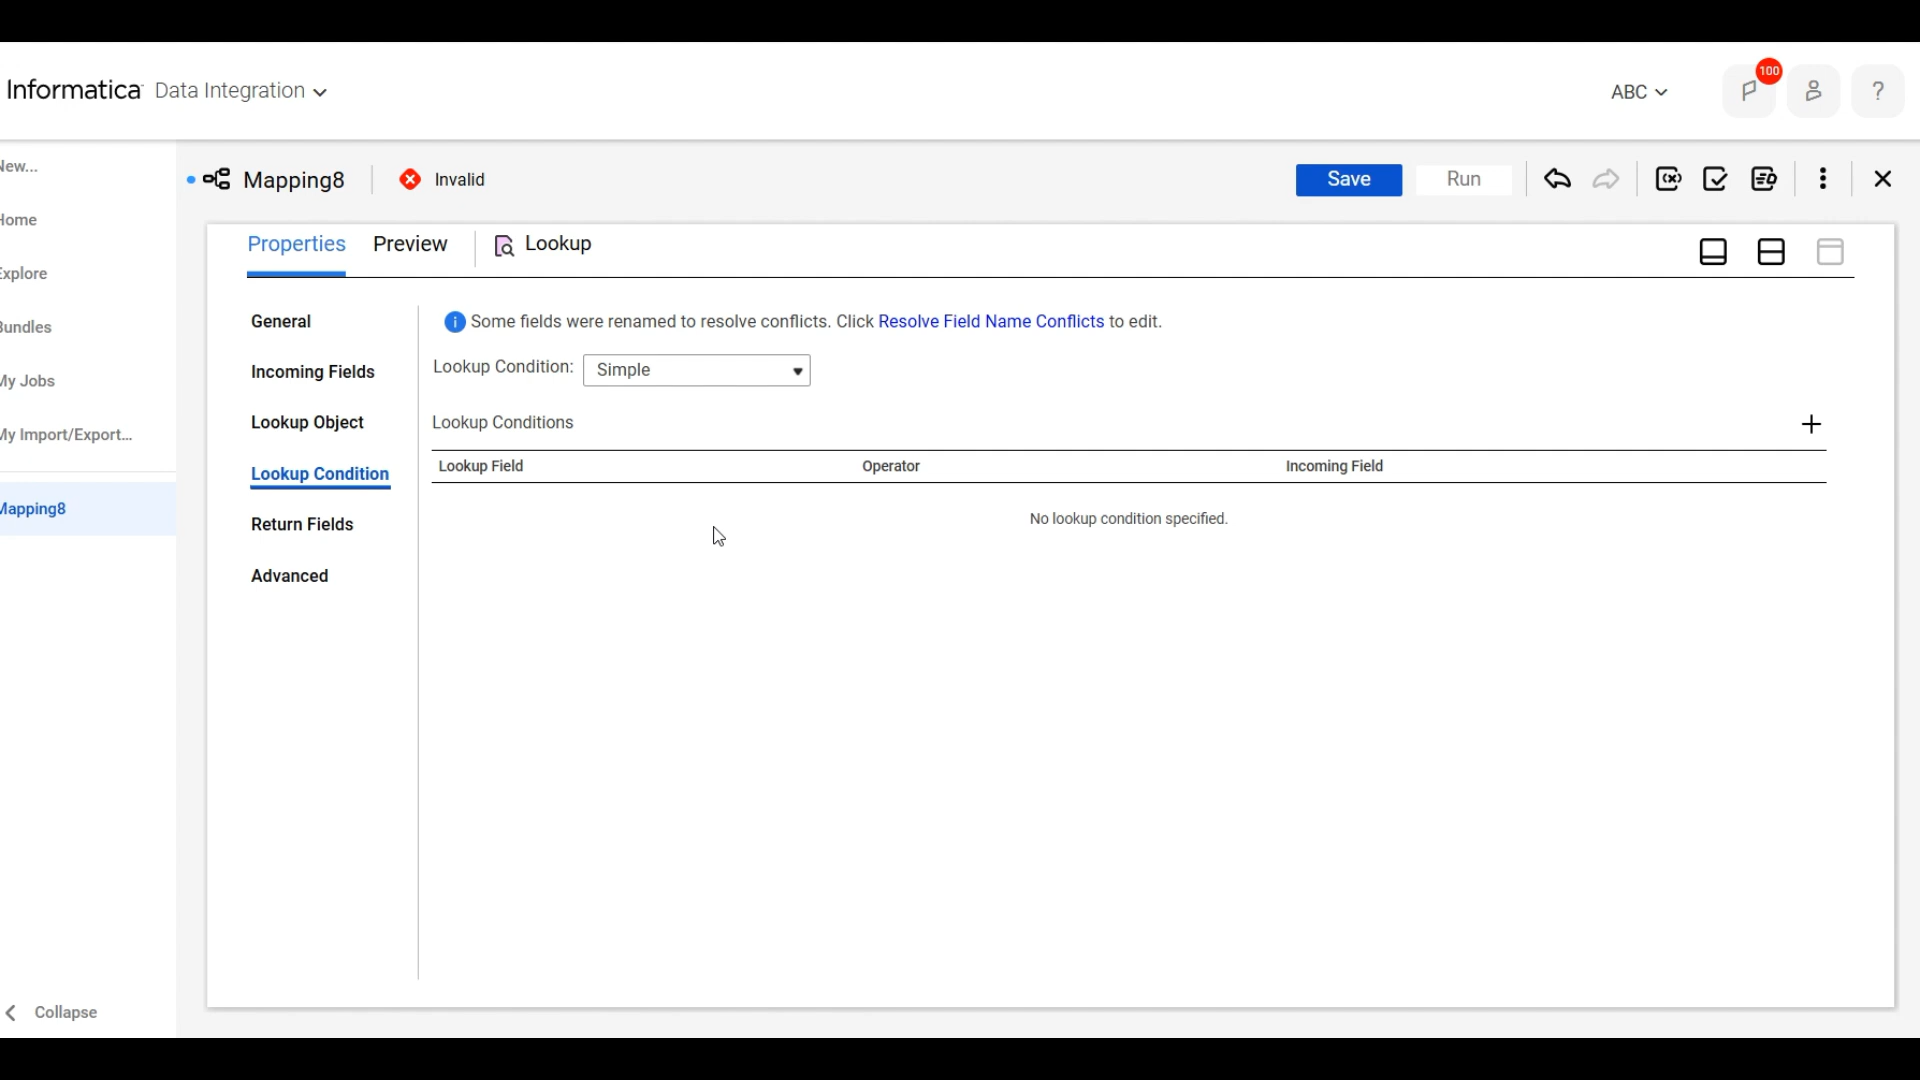 Informatica Data Integration
ABC
100
?
New...
Home
Explore
Bundles
My Jobs
My Import/Export...
Mapping8
Collapse
Mapping8
Invalid
Save
Run
Properties
Preview
Lookup
General
Incoming Fields
Lookup Object
Lookup Condition
Return Fields
Advanced
Some fields were renamed to resolve conflicts. Click Resolve Field Name Conflicts to edit.
Lookup Condition: Simple
Lookup Conditions
Lookup Field Operator Incoming Field
No lookup condition specified.